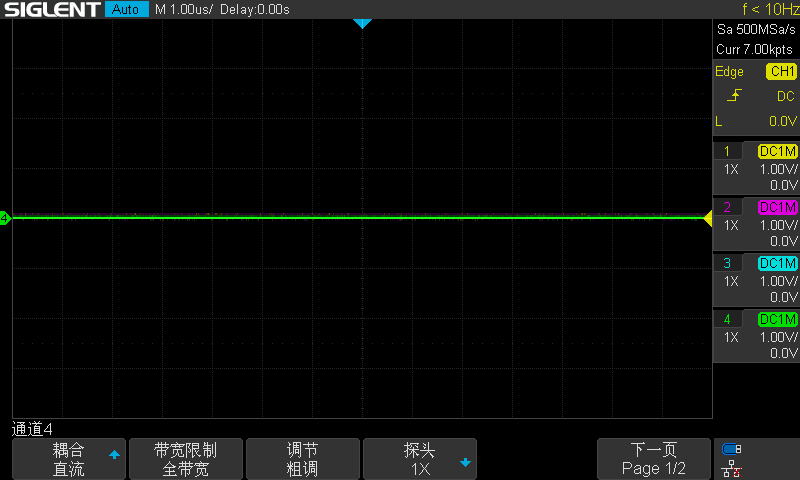 SIGLENT Auto M 1.00us/ Delay:0.00s f < 10Hz
Sa 500MSa/s
Curr 7.00kpts
Edge CH1
DC
L 0.0V
1 DC1M
1X 1.00V/
0.0V
2 DC1M
1X 1.00V/
0.0V
3 DC1M
1X 1.00V/
0.0V
4 DC1M
1X 1.00V/
0.0V
4
通道4
耦合 带宽限制 调节 探头 下一页
直流 全带宽 粗调 1X Page 1/2